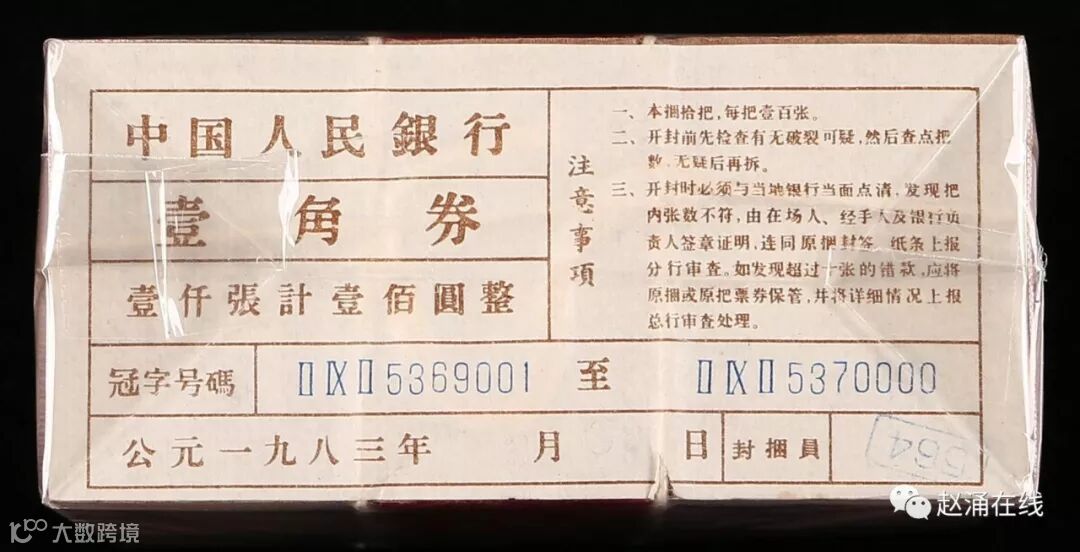 中国人民銀行
壹角券
壹仟張計壹佰圓整
注意事項
一、本捆拾把，每把壹百张。
二、开封前先检查有无破裂可疑，然后查点把
数，无疑后再拆。
三、开封时必须与当地银行当面点清，发现把
内张数不符，由在场人、经手人及银行负
责人签章证明，连同原捆封签、纸条上报
分行审查。如发现超过一张的错款，应将
原捆或原把票券保管，并将详细情况上报
总行审查处理。
冠字号碼 ⅡⅨⅡ5369001 至 ⅡⅨⅡ5370000
公元一九八三年 月 日 封捆員 564
赵涌在线
大数跨境